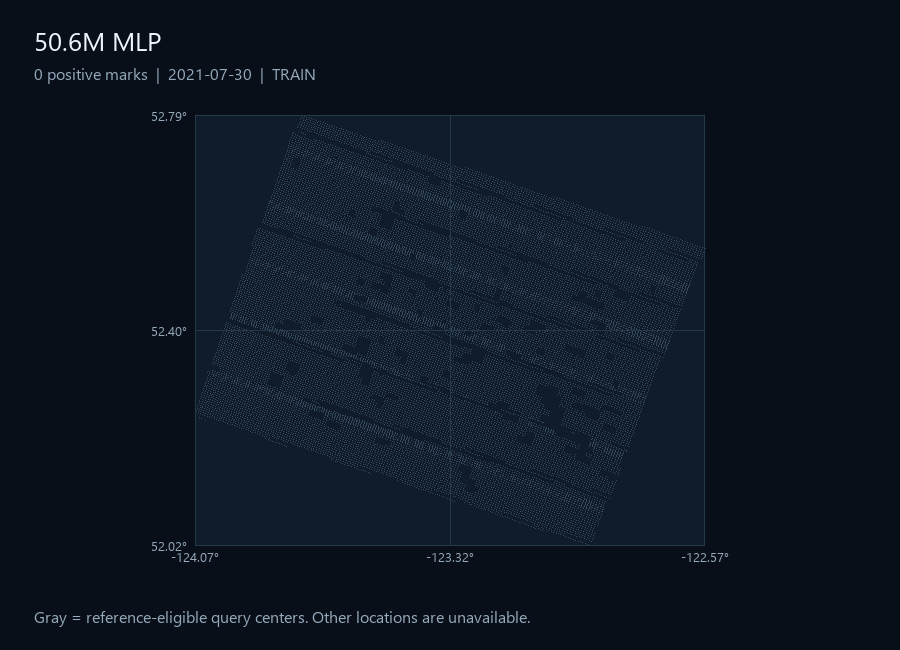 50.6M MLP
0 positive marks | 2021-07-30 | TRAIN
52.79°
52.40°
52.02°
-124.07°
-123.32°
-122.57°
Gray = reference-eligible query centers. Other locations are unavailable.